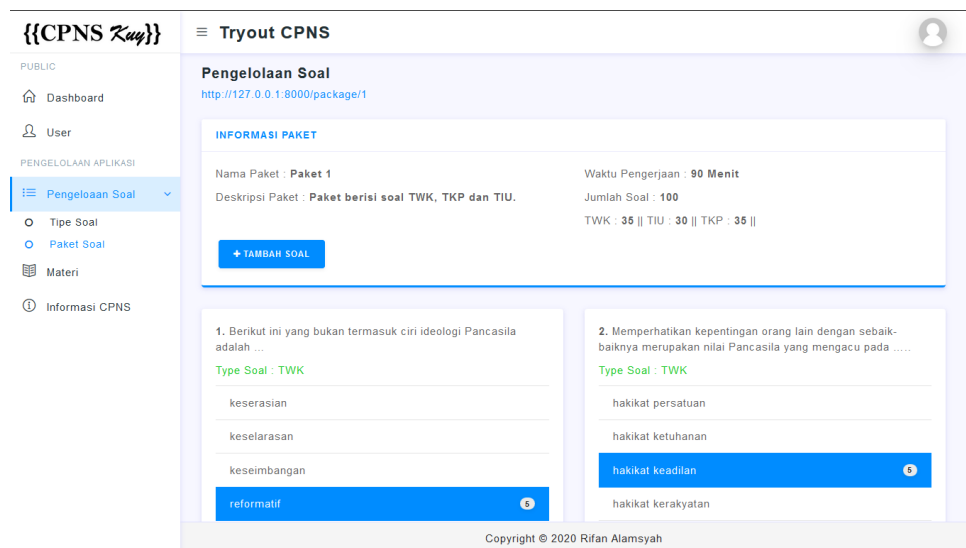 {{CPNS Kuy}}
Tryout CPNS
PUBLIC
Dashboard
User
PENGELOLAAN APLIKASI
Pengeloaan Soal
Tipe Soal
Paket Soal
Materi
Informasi CPNS
Pengelolaan Soal
http://127.0.0.1:8000/package/1
INFORMASI PAKET
Nama Paket : Paket 1
Deskripsi Paket : Paket berisi soal TWK, TKP dan TIU.
Waktu Pengerjaan : 90 Menit
Jumlah Soal : 100
TWK : 35 || TIU : 30 || TKP : 35 ||
+ TAMBAH SOAL
1. Berikut ini yang bukan termasuk ciri ideologi Pancasila
adalah ...
Type Soal : TWK
keserasian
keselarasan
keseimbangan
reformatif 5
2. Memperhatikan kepentingan orang lain dengan sebaik-
baiknya merupakan nilai Pancasila yang mengacu pada .....
Type Soal : TWK
hakikat persatuan
hakikat ketuhanan
hakikat keadilan 5
hakikat kerakyatan
Copyright © 2020 Rifan Alamsyah